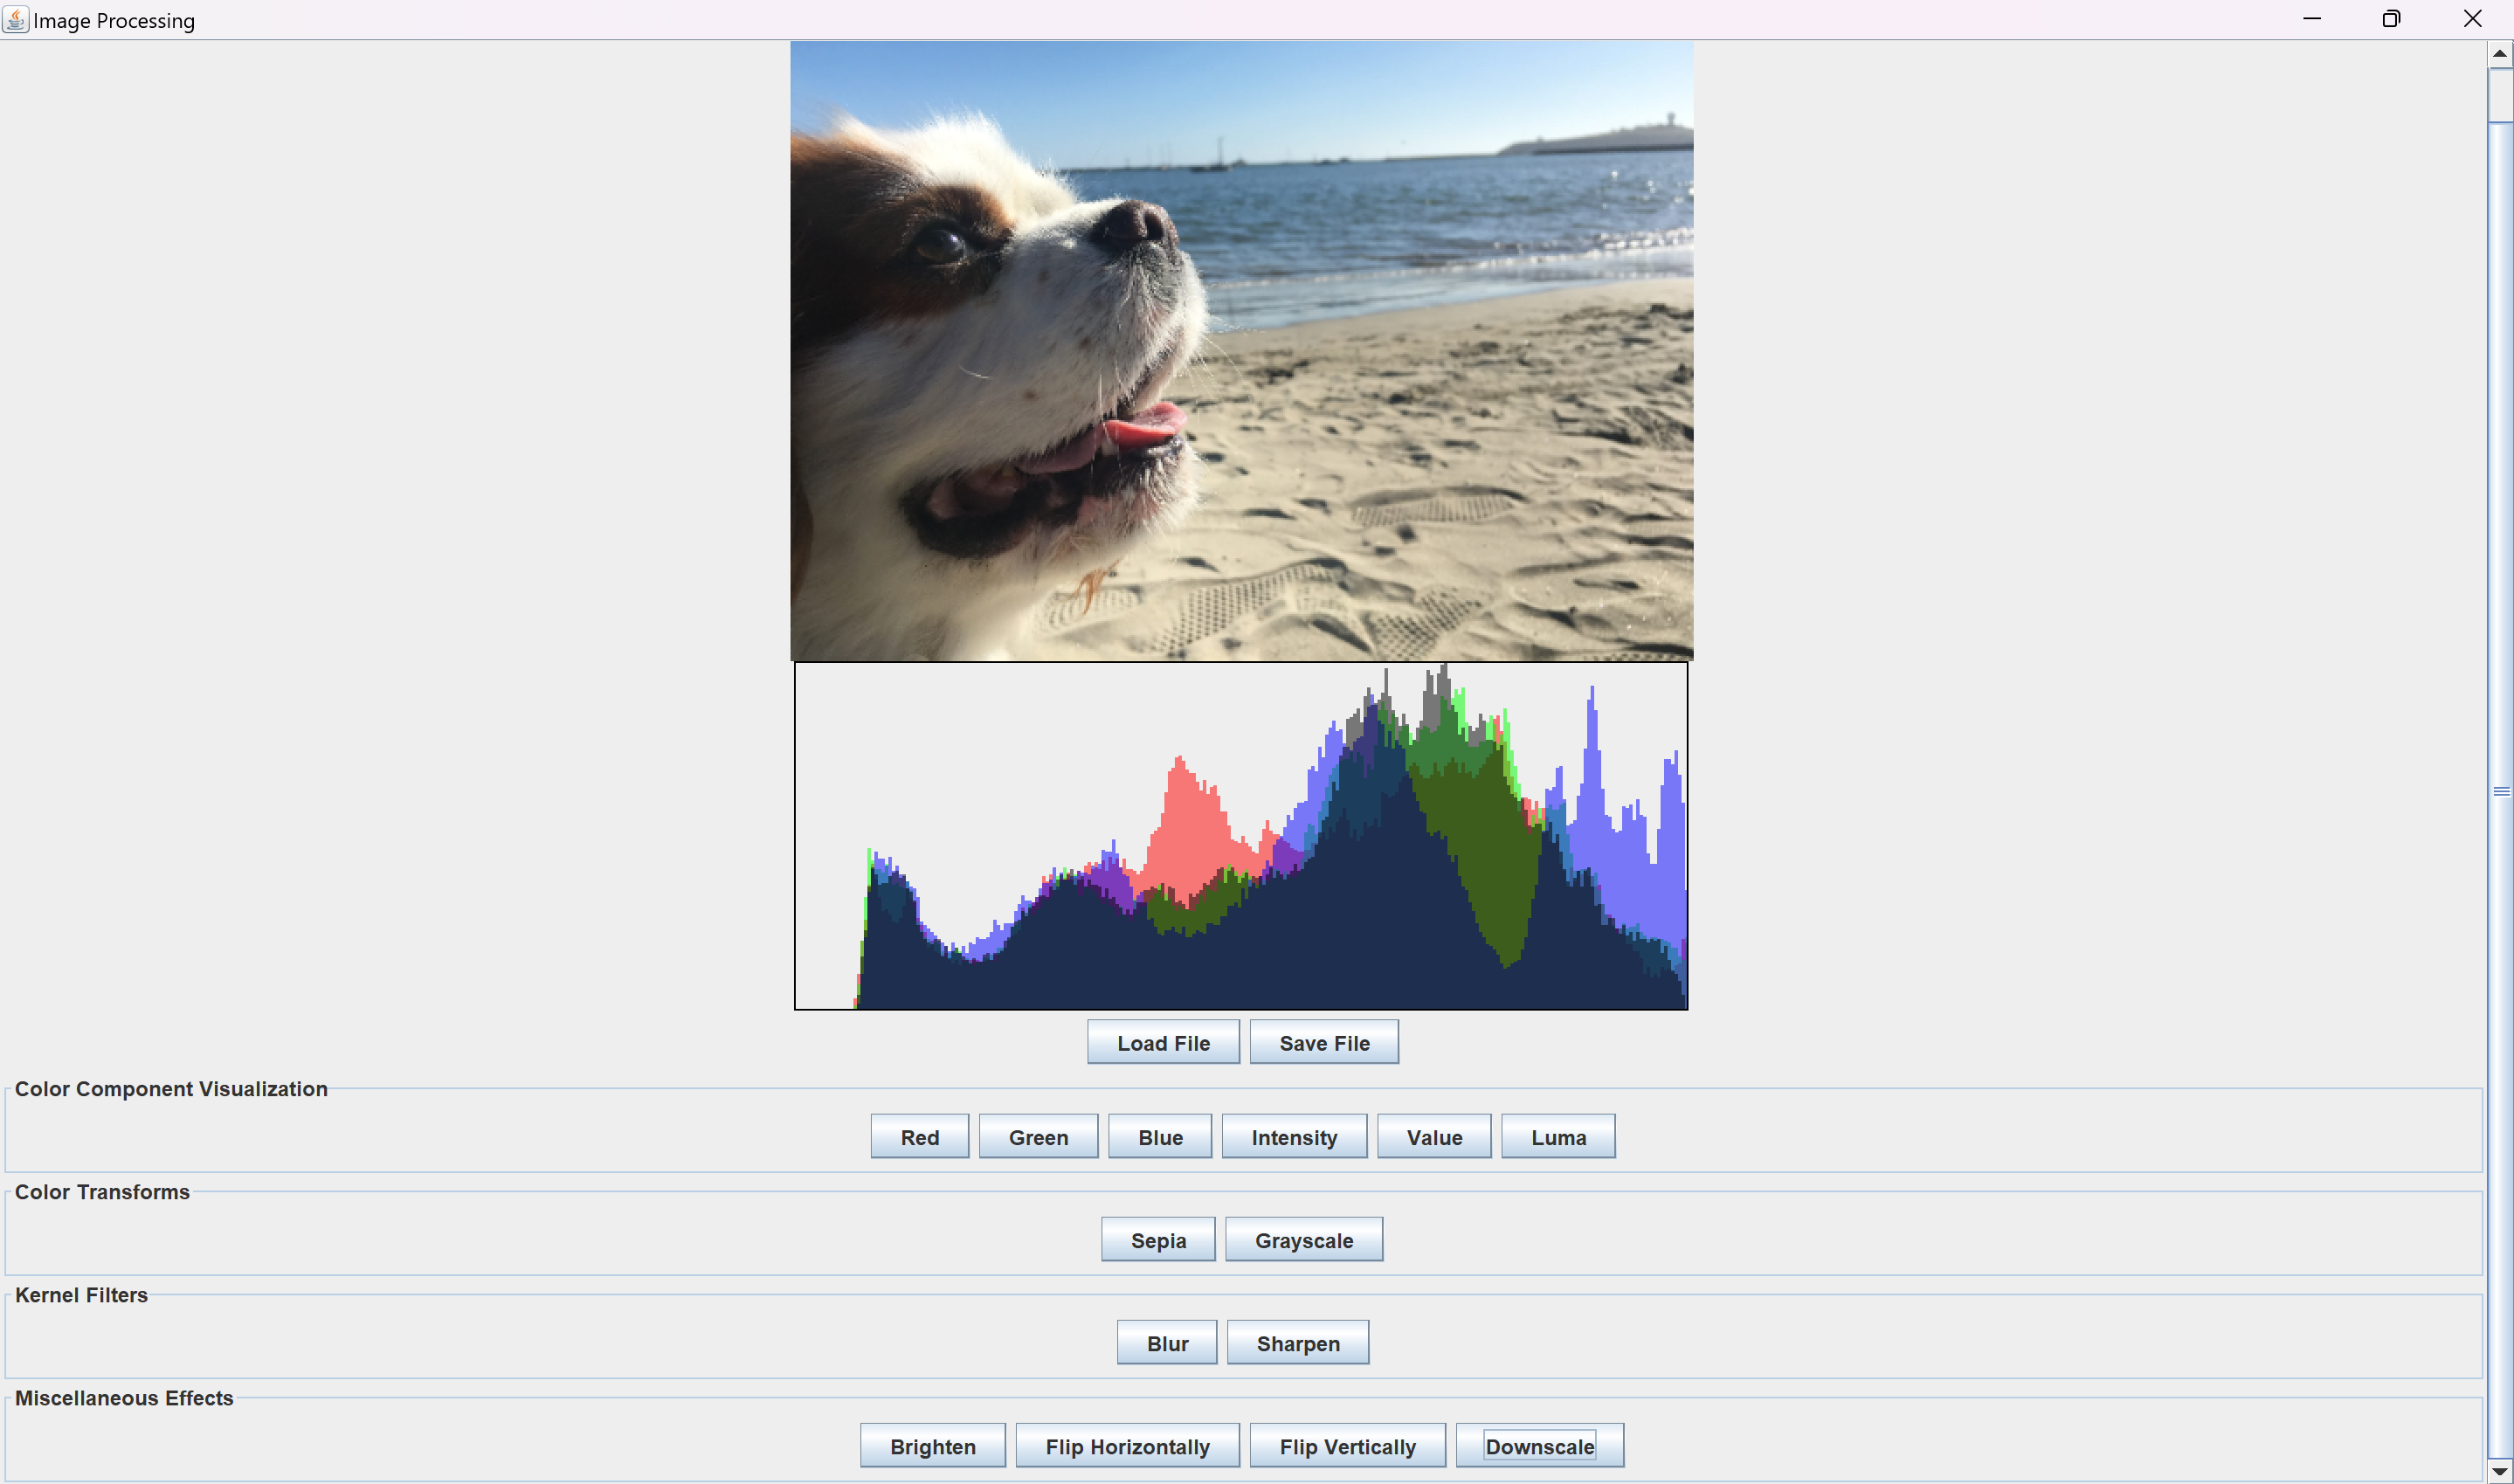 Image Processing
Load File Save File
Color Component Visualization
Red Green Blue Intensity Value Luma
Color Transforms
Sepia Grayscale
Kernel Filters
Blur Sharpen
Miscellaneous Effects
Brighten Flip Horizontally Flip Vertically Downscale